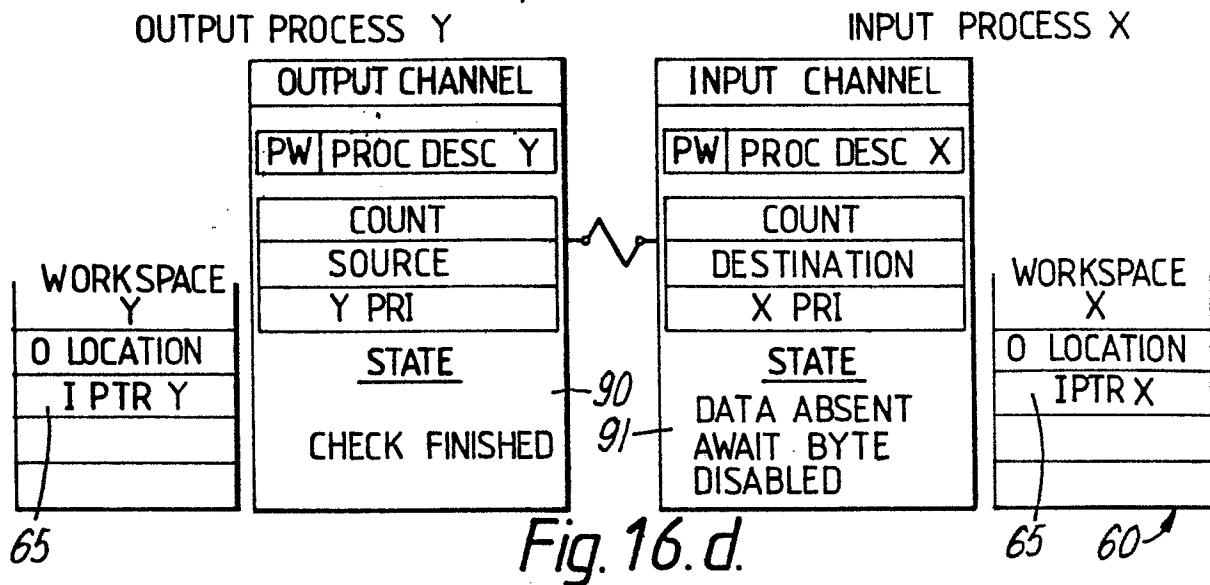 OUTPUT PROCESS Y
INPUT PROCESS X
OUTPUT CHANNEL
PW PROC DESC Y
COUNT
SOURCE
Y PRI
STATE
CHECK FINISHED
90
INPUT CHANNEL
PW PROC DESC X
COUNT
DESTINATION
X PRI
STATE
DATA ABSENT
AWAIT BYTE
DISABLED
91
WORKSPACE
Y
O LOCATION
I PTR Y
65
WORKSPACE
X
O LOCATION
IPTR X
65
60
Fig. 16.d.